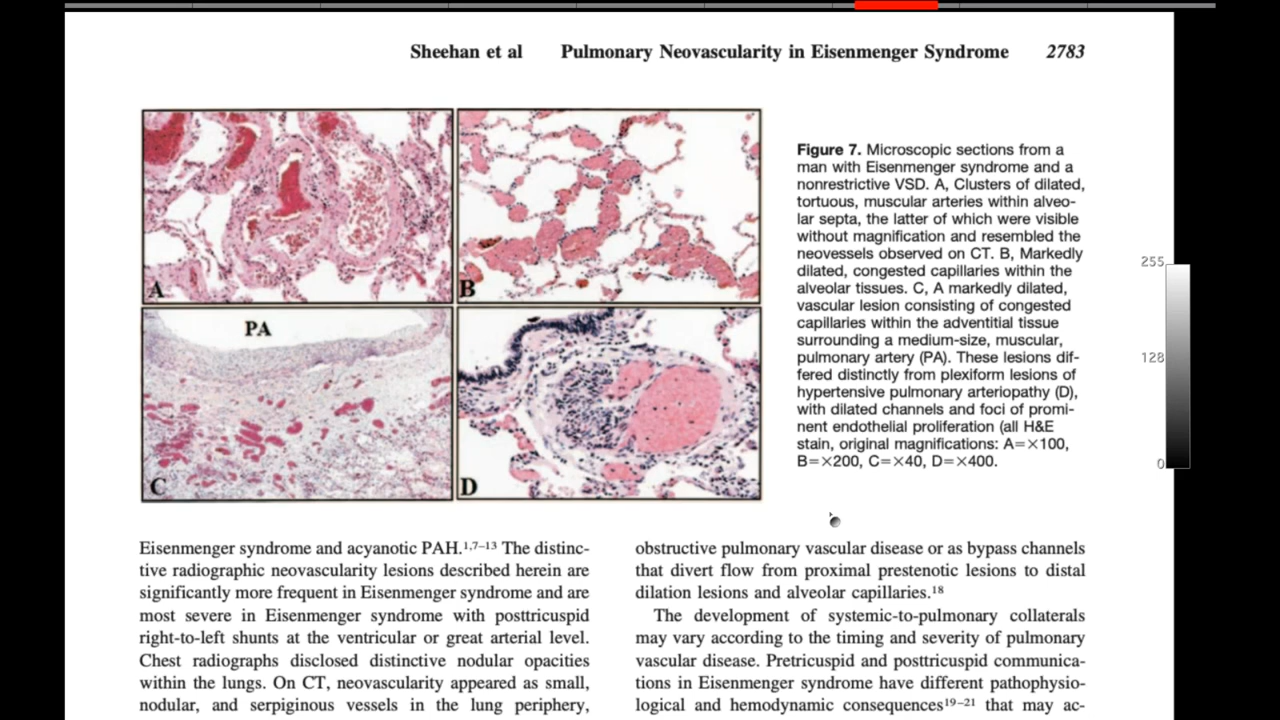 Sheehan et al Pulmonary Neovascularity in Eisenmenger Syndrome 2783
A
B
PA
C
D
Figure 7. Microscopic sections from a
man with Eisenmenger syndrome and a
nonrestrictive VSD. A, Clusters of dilated,
tortuous, muscular arteries within alveo-
lar septa, the latter of which were visible
without magnification and resembled the
neovessels observed on CT. B, Markedly
dilated, congested capillaries within the
alveolar tissues. C, A markedly dilated,
vascular lesion consisting of congested
capillaries within the adventitial tissue
surrounding a medium-size, muscular,
pulmonary artery (PA). These lesions dif-
fered distinctly from plexiform lesions of
hypertensive pulmonary arteriopathy (D),
with dilated channels and foci of promi-
nent endothelial proliferation (all H&E
stain, original magnifications: A=×100,
B=×200, C=×40, D=×400.
255
128
0
Eisenmenger syndrome and acyanotic PAH.1,7–13 The distinc-
tive radiographic neovascularity lesions described herein are
significantly more frequent in Eisenmenger syndrome and are
most severe in Eisenmenger syndrome with posttricuspid
right-to-left shunts at the ventricular or great arterial level.
Chest radiographs disclosed distinctive nodular opacities
within the lungs. On CT, neovascularity appeared as small,
nodular, and serpiginous vessels in the lung periphery,
obstructive pulmonary vascular disease or as bypass channels
that divert flow from proximal prestenotic lesions to distal
dilation lesions and alveolar capillaries.18
The development of systemic-to-pulmonary collaterals
may vary according to the timing and severity of pulmonary
vascular disease. Pretricuspid and posttricuspid communica-
tions in Eisenmenger syndrome have different pathophysio-
logical and hemodynamic consequences19–21 that may ac-